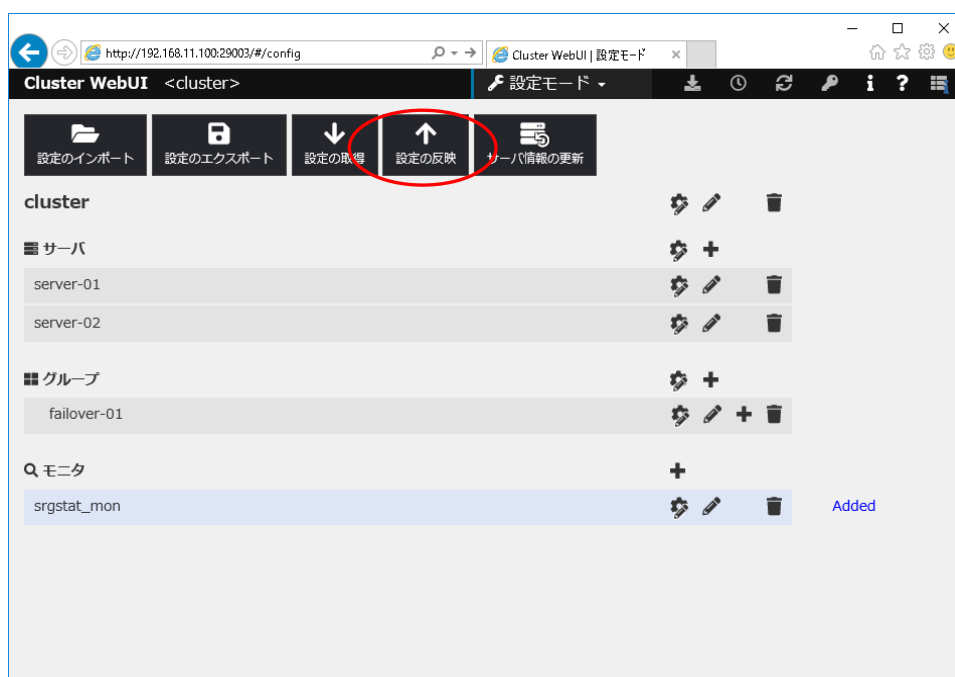 http://192.168.11.100:29003/#/config
Cluster WebUI | 設定モード
Cluster WebUI <cluster>
設定モード
設定のインポート
設定のエクスポート
設定の取得
設定の反映
サーバ情報の更新
cluster
サーバ
server-01
server-02
グループ
failover-01
モニタ
srgstat_mon
Added